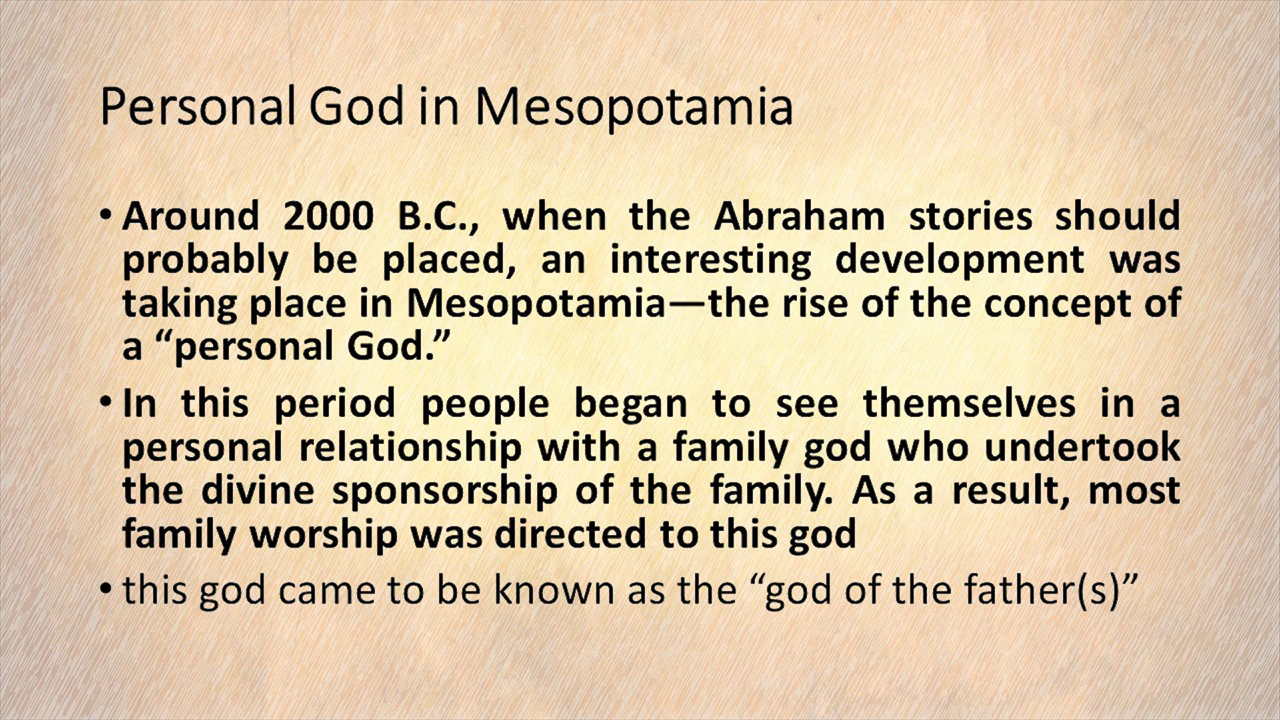 Personal God in Mesopotamia
• Around 2000 B.C., when the Abraham stories should
probably be placed, an interesting development was
taking place in Mesopotamia—the rise of the concept of
a “personal God.”
• In this period people began to see themselves in a
personal relationship with a family god who undertook
the divine sponsorship of the family. As a result, most
family worship was directed to this god
• this god came to be known as the “god of the father(s)”